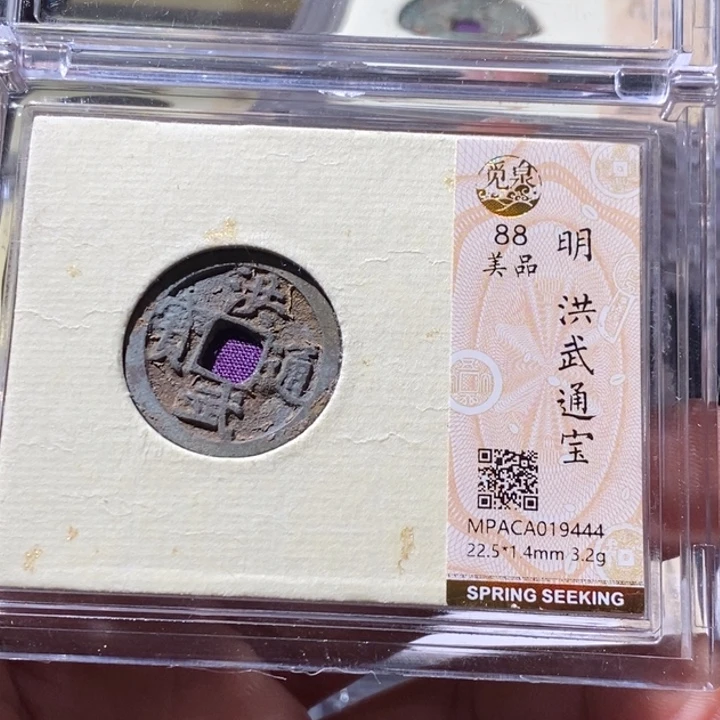 洪武通寳
觅泉
88
美品
明 洪武通宝
MPACA019444
22.5*1.4mm 3.2g
SPRING SEEKING